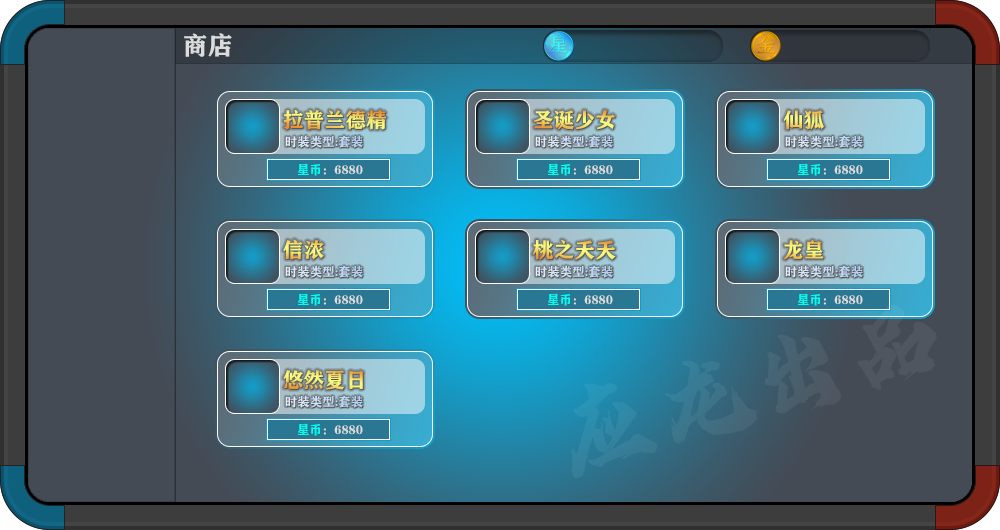 商店
星
金
拉普兰德精
时装类型:套装
星币：6880
圣诞少女
时装类型:套装
星币：6880
仙狐
时装类型:套装
星币：6880
信浓
时装类型:套装
星币：6880
桃之夭夭
时装类型:套装
星币：6880
龙皇
时装类型:套装
星币：6880
悠然夏日
时装类型:套装
星币：6880
应龙出品